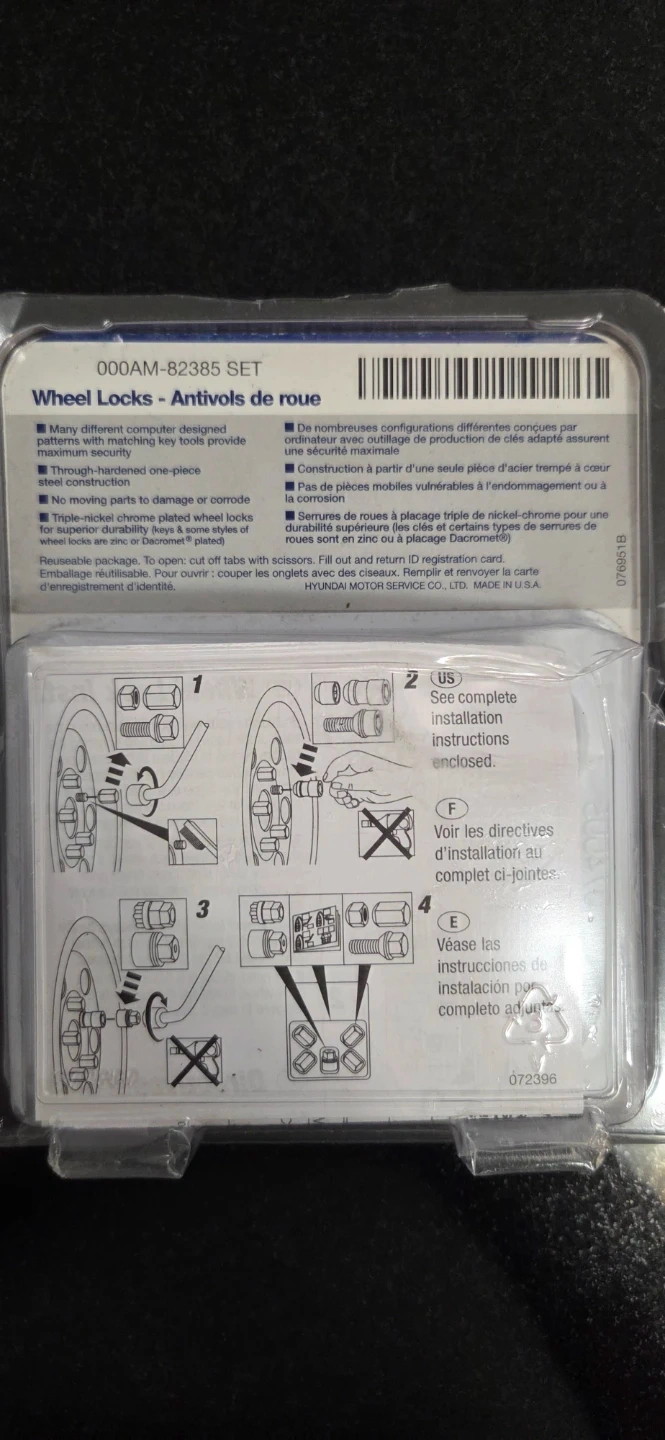 000AM-82385 SET
Wheel Locks - Antivols de roue
■ Many different computer designed
patterns with matching key tools provide
maximum security
■ Through-hardened one-piece
steel construction
■ No moving parts to damage or corrode
■ Triple-nickel chrome plated wheel locks
for superior durability (keys & some styles of
wheel locks are zinc or Dacromet® plated)
■ De nombreuses configurations différentes conçues par
ordinateur avec outillage de production de clés adapté assurent
une sécurité maximale
■ Construction à partir d'une seule pièce d'acier trempé à cœur
■ Pas de pièces mobiles vulnérables à l'endommagement ou à
la corrosion
■ Serrures de roues à placage triple de nickel-chrome pour une
durabilité supérieure (les clés et certains types de serrures de
roues sont en zinc ou à placage Dacromet®)
Reuseable package. To open: cut off tabs with scissors. Fill out and return ID registration card.
Emballage réutilisable. Pour ouvrir : couper les onglets avec des ciseaux. Remplir et renvoyer la carte
d'enregistrement d'identité.
HYUNDAI MOTOR SERVICE CO., LTD. MADE IN U.S.A.
076951B
1
2
3
4
US
See complete
installation
instructions
enclosed.
F
Voir les directives
d'installation au
complet ci-jointes.
E
Véase las
instrucciones de
instalación por
completo adjuntas.
3
072396